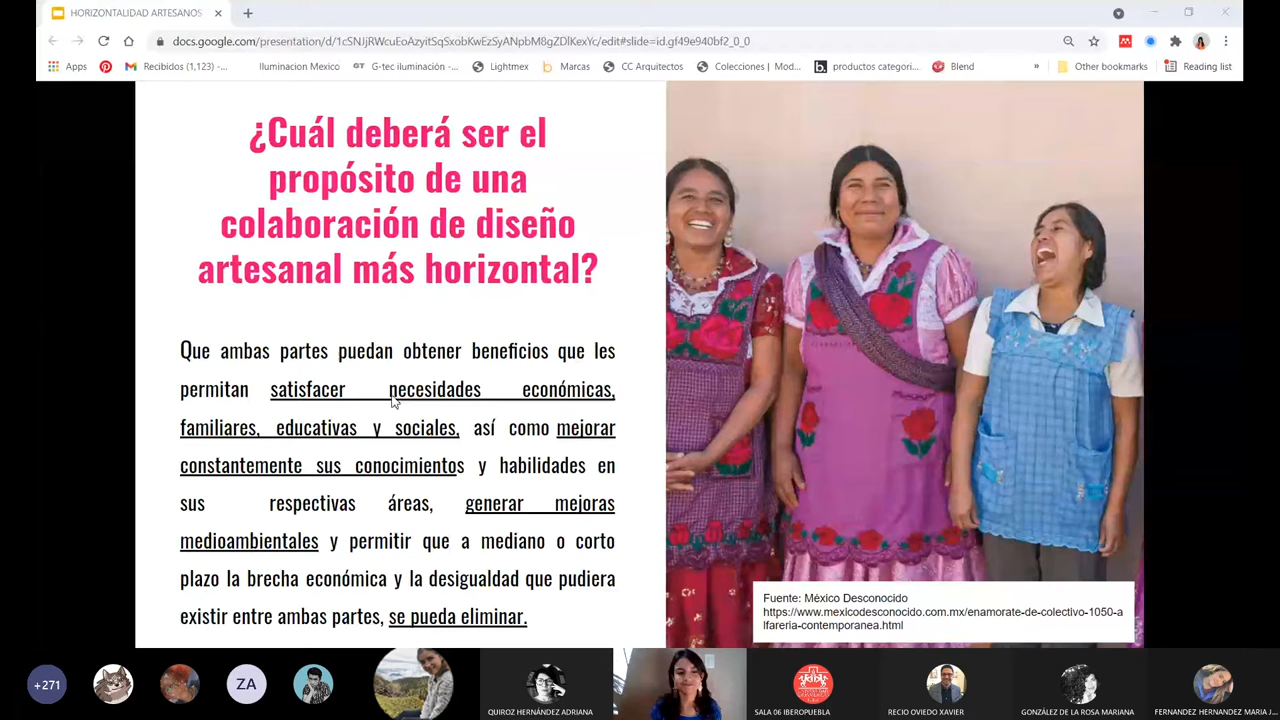 HORIZONTALIDAD ARTESANOS
docs.google.com/presentation/d/1cSNJjRWcuEoAzvitSqSxobKwEzSyANpbM8gZDlKexYc/edit#slide=id.gf49e940bf2_0_0
Apps Recibidos (1,123) -... Iluminacion Mexico GT G-tec iluminación -... Lightmex Marcas CC Arquitectos Colecciones | Mod... productos categori... Blend » Other bookmarks Reading list
¿Cuál deberá ser el
propósito de una
colaboración de diseño
artesanal más horizontal?
Que ambas partes puedan obtener beneficios que les
permitan satisfacer necesidades económicas,
familiares, educativas y sociales, así como mejorar
constantemente sus conocimientos y habilidades en
sus respectivas áreas, generar mejoras
medioambientales y permitir que a mediano o corto
plazo la brecha económica y la desigualdad que pudiera
existir entre ambas partes, se pueda eliminar.
Fuente: México Desconocido
https://www.mexicodesconocido.com.mx/enamorate-de-colectivo-1050-a
lfareria-contemporanea.html
+271
ZA
QUIROZ HERNÁNDEZ ADRIANA
SALA 06 IBEROPUEBLA
RECIO OVIEDO XAVIER
GONZÁLEZ DE LA ROSA MARIANA
FERNANDEZ HERNANDEZ MARIA J...